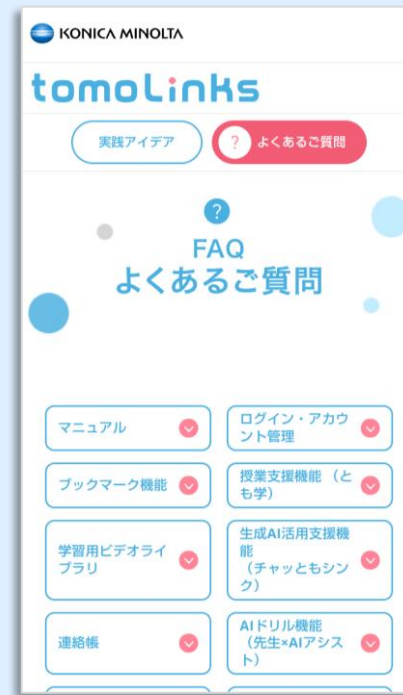 KONICA MINOLTA
tomoLinks
実践アイデア
? よくあるご質問
?
FAQ
よくあるご質問
マニュアル
ログイン・アカウ
ント管理
ブックマーク機能
授業支援機能 (と
も学)
学習用ビデオライ
ブラリ
生成AI活用支援機
能
(チャッともシン
ク)
連絡帳
AIドリル機能
(先生×AIアシス
ト)